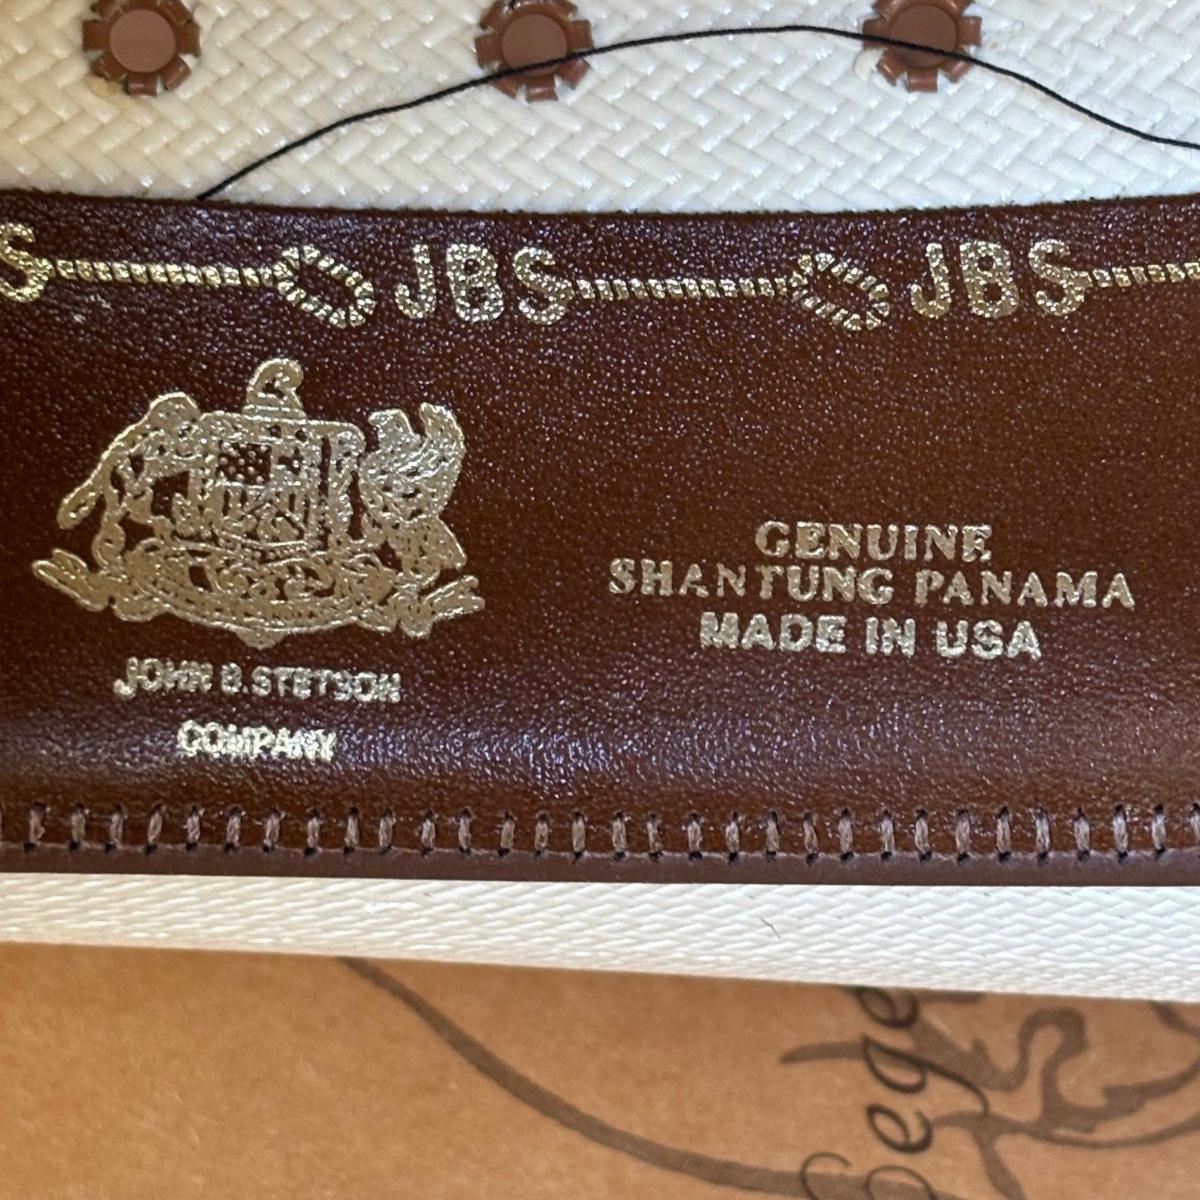 S JBS JBS
GENUINE
SHANTUNG PANAMA
MADE IN USA
JOHN B. STETSON
COMPANY